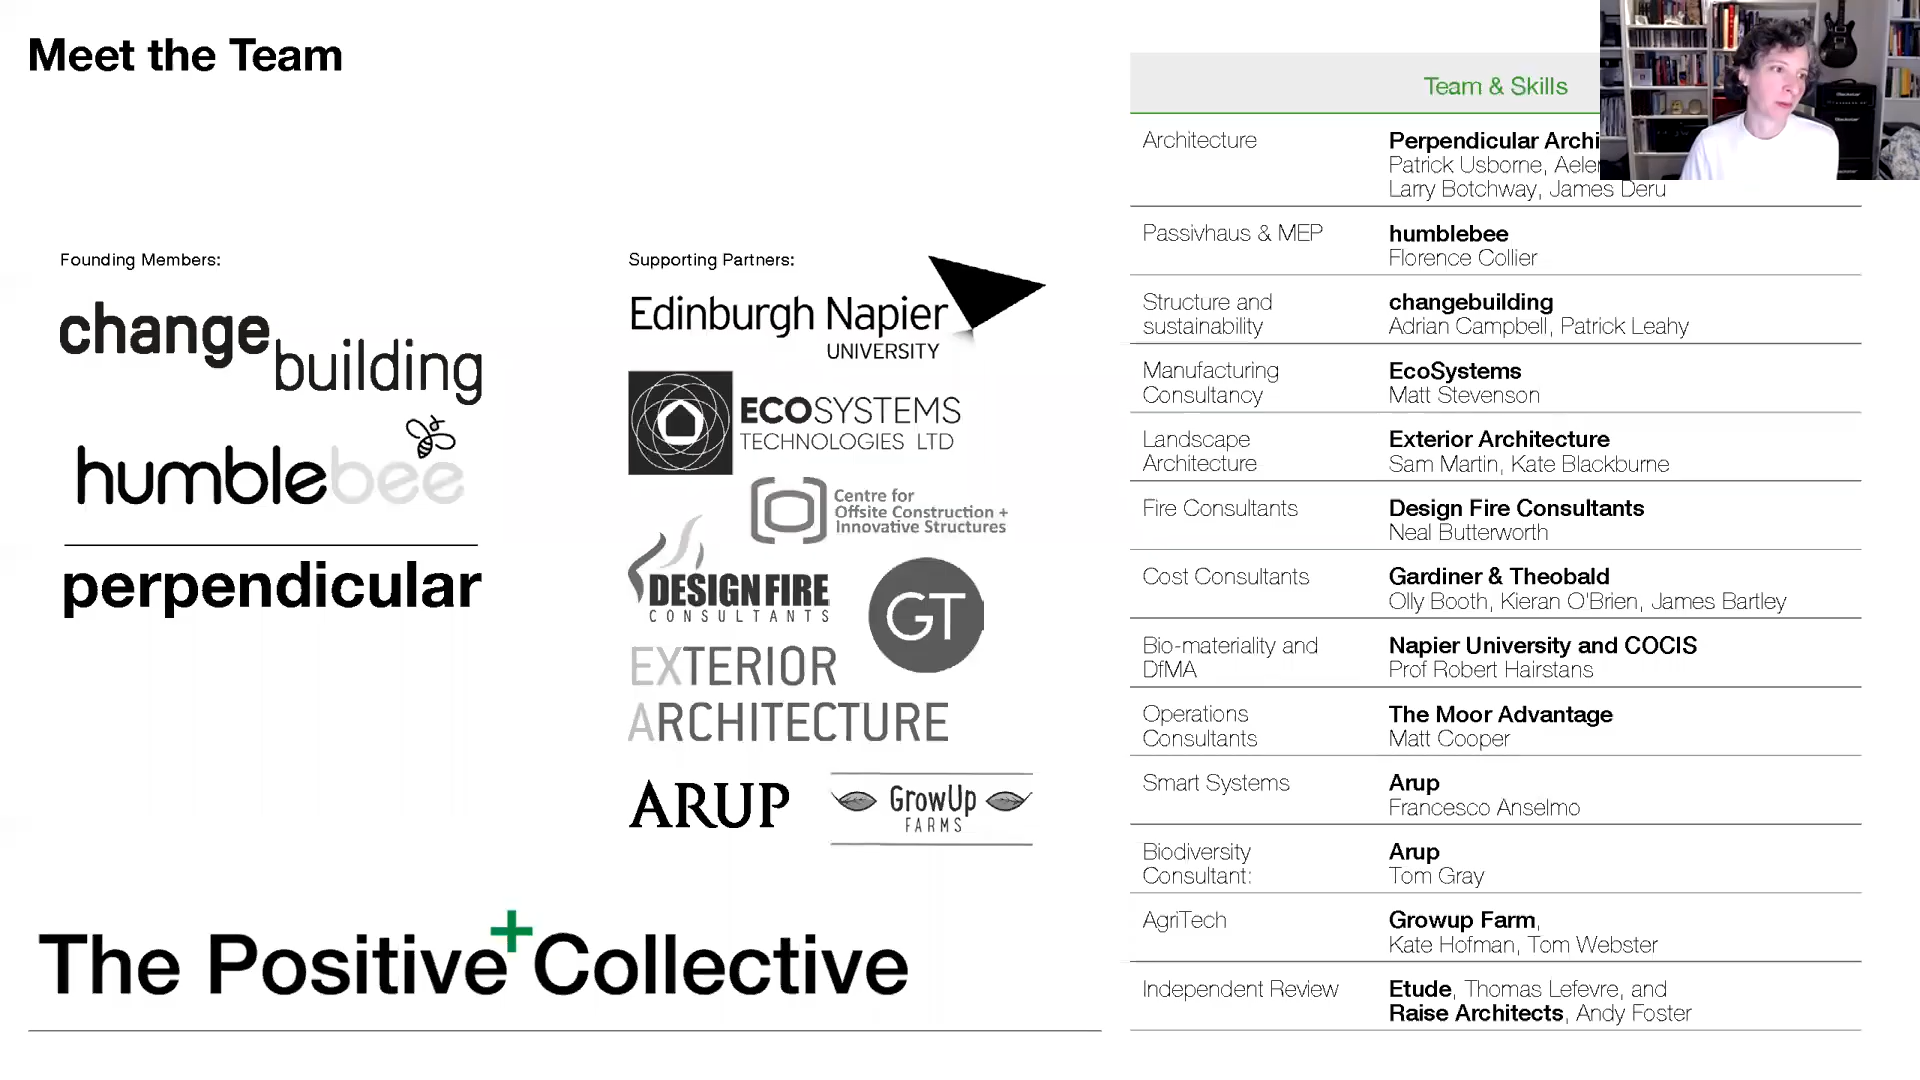 Meet the Team
Founding Members:
change
building
humblebee
perpendicular
Supporting Partners:
Edinburgh Napier
UNIVERSITY
ECOSYSTEMS
TECHNOLOGIES LTD
Centre for
Offsite Construction +
Innovative Structures
DESIGN FIRE
CONSULTANTS
GT
EXTERIOR
ARCHITECTURE
ARUP
GrowUp
FARMS
The Positive+Collective
Team & Skills
Architecture
Perpendicular
Patrick Usborne,
Larry Botchway, James Deru
Passivhaus & MEP
humblebee
Florence Collier
Structure and
sustainability
changebuilding
Adrian Campbell, Patrick Leahy
Manufacturing
Consultancy
EcoSystems
Matt Stevenson
Landscape
Architecture
Exterior Architecture
Sam Martin, Kate Blackburne
Fire Consultants
Design Fire Consultants
Neal Butterworth
Cost Consultants
Gardiner & Theobald
Olly Booth, Kieran O'Brien, James Bartley
Bio-materiality and
DfMA
Napier University and COCIS
Prof Robert Hairstans
Operations
Consultants
The Moor Advantage
Matt Cooper
Smart Systems
Arup
Francesco Anselmo
Biodiversity
Consultant:
Arup
Tom Gray
AgriTech
Growup Farm,
Kate Hofman, Tom Webster
Independent Review
Etude, Thomas Lefevre, and
Raise Architects, Andy Foster